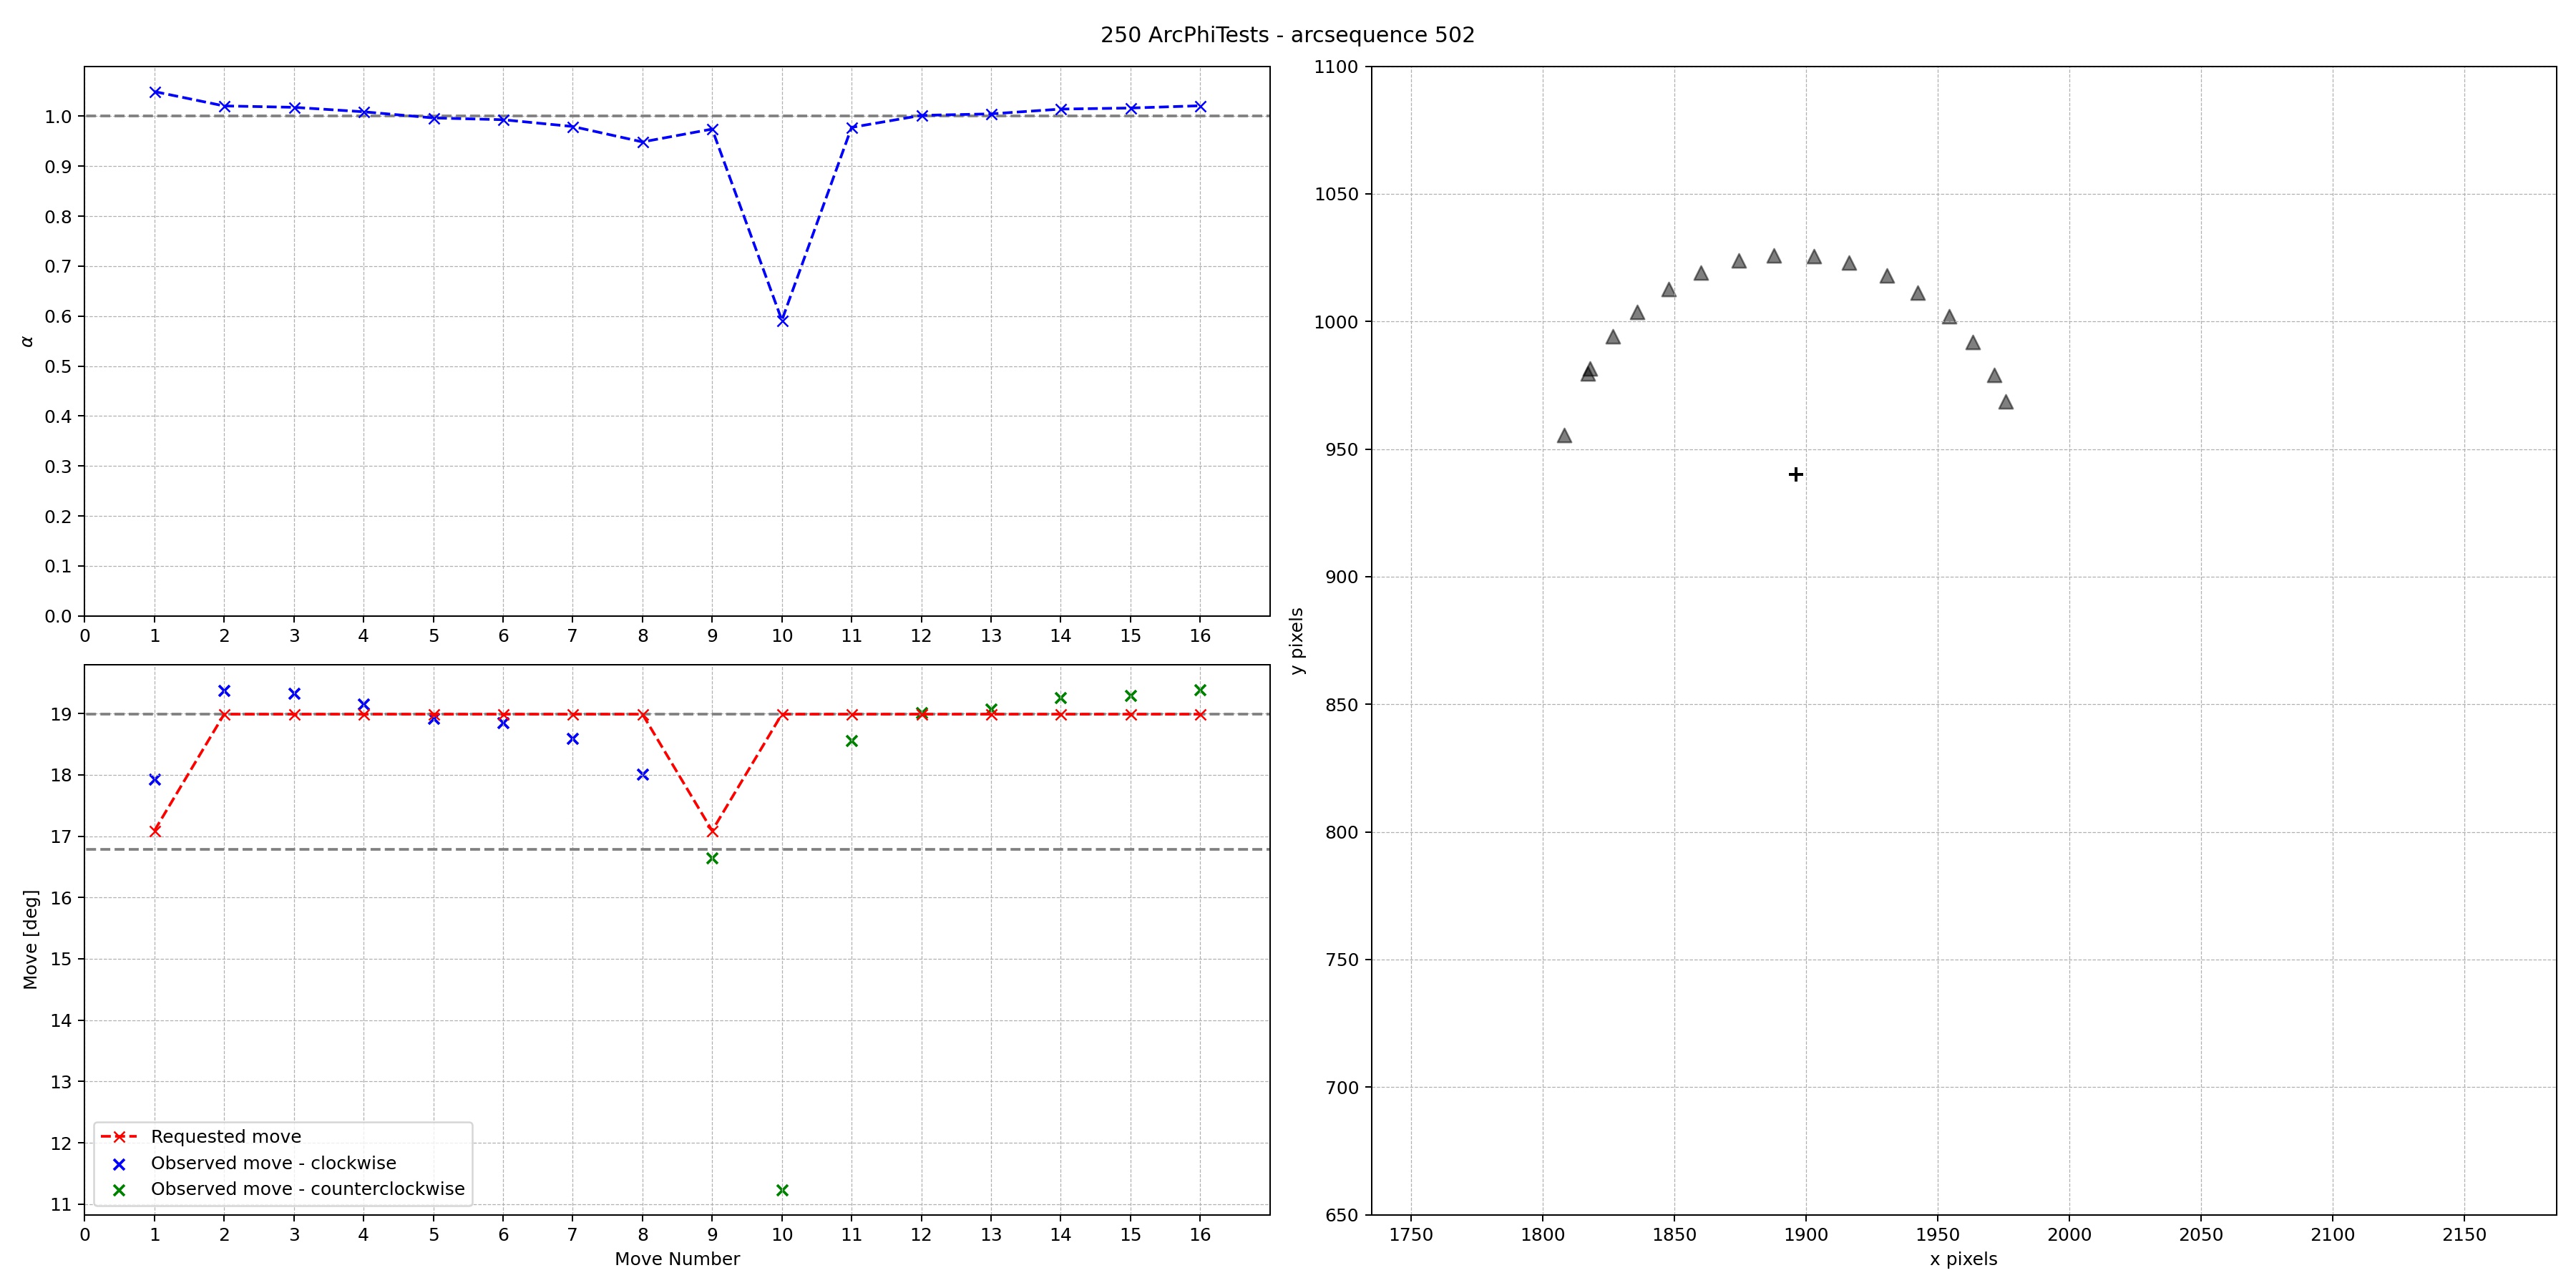 250 ArcPhiTests - arcsequence 502
1.0
0.9
0.8
0.7
0.6
0.5
0.4
0.3
0.2
0.1
0.0
α
0 1 2 3 4 5 6 7 8 9 10 11 12 13 14 15 16
19
18
17
16
15
14
13
12
11
Move [deg]
Requested move
Observed move - clockwise
Observed move - counterclockwise
0 1 2 3 4 5 6 7 8 9 10 11 12 13 14 15 16
Move Number
1100
1050
1000
950
900
850
800
750
700
650
y pixels
1750 1800 1850 1900 1950 2000 2050 2100 2150
x pixels